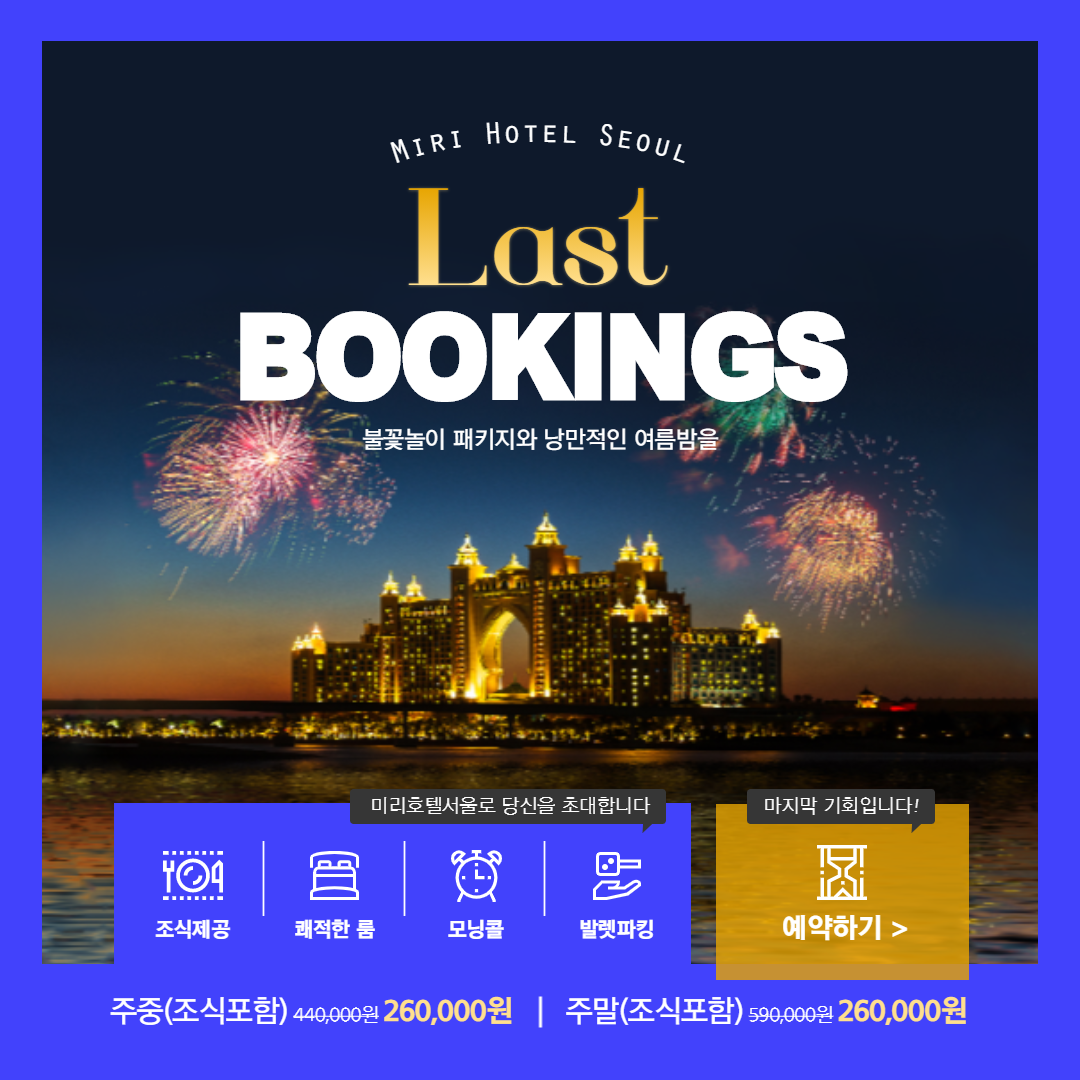 MIRI HOTEL SEOUL
Last
BOOKINGS
불꽃놀이 패키지와 낭만적인 여름밤을
미리호텔서울로 당신을 초대합니다
조식제공
쾌적한 룸
모닝콜
발렛파킹
마지막 기회입니다!
예약하기 >
주중(조식포함) 440,000원 260,000원 | 주말(조식포함) 590,000원 260,000원